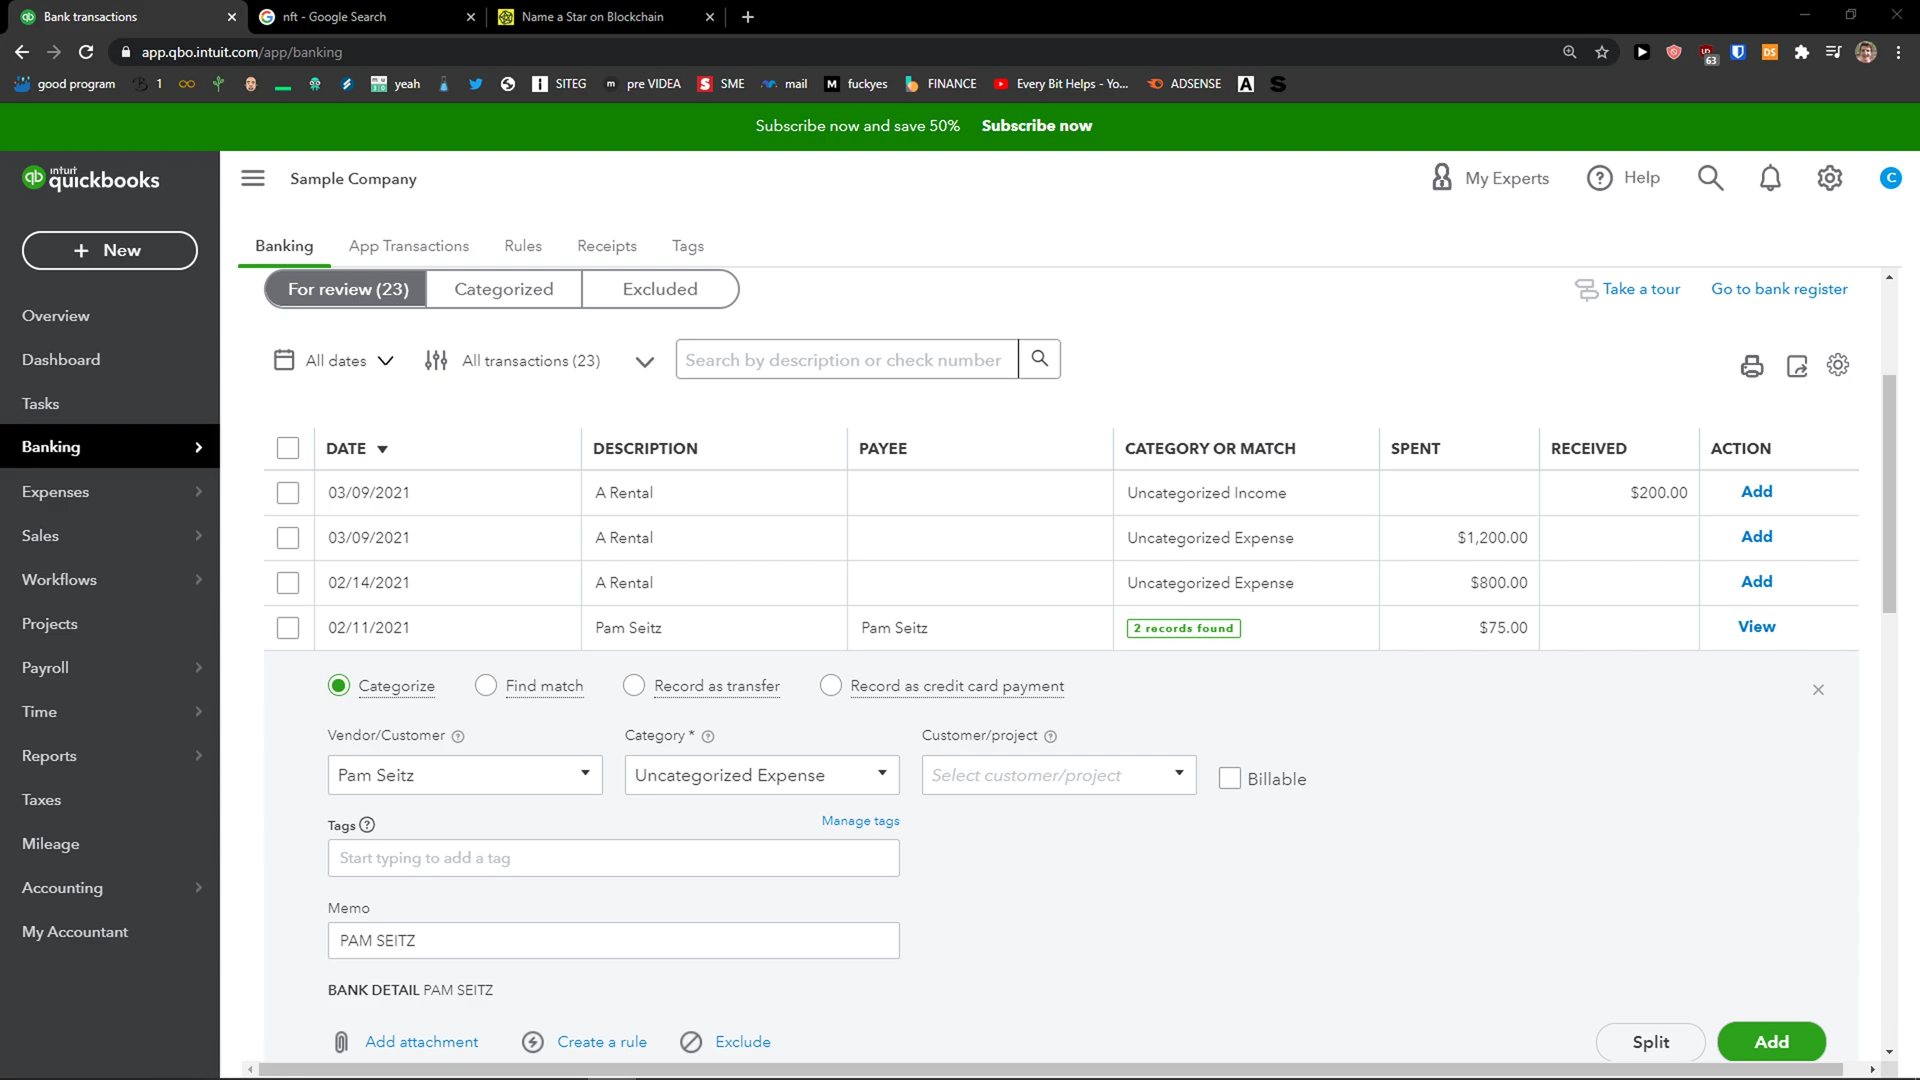 Bank transactions
nft - Google Search
Name a Star on Blockchain
app.qbo.intuit.com/app/banking
63
DS
good program
1
yeah
SITEG
m
pre VIDEA
S
SME
mail
M
fuckyes
FINANCE
Every Bit Helps - Yo...
ADSENSE
A
S
Subscribe now and save 50% Subscribe now
qb intuit quickbooks
Sample Company
My Experts
Help
C
+ New
Banking
App Transactions
Rules
Receipts
Tags
For review (23)
Categorized
Excluded
Take a tour
Go to bank register
All dates
All transactions (23)
Search by description or check number
Overview
Dashboard
Tasks
Banking
Expenses
Sales
Workflows
Projects
Payroll
Time
Reports
Taxes
Mileage
Accounting
My Accountant
DATE DESCRIPTION PAYEE CATEGORY OR MATCH SPENT RECEIVED ACTION
03/09/2021 A Rental Uncategorized Income $200.00 Add
03/09/2021 A Rental Uncategorized Expense $1,200.00 Add
02/14/2021 A Rental Uncategorized Expense $800.00 Add
02/11/2021 Pam Seitz Pam Seitz 2 records found $75.00 View
Categorize
Find match
Record as transfer
Record as credit card payment
Vendor/Customer
Category *
Customer/project
Pam Seitz
Uncategorized Expense
Select customer/project
Billable
Tags
Manage tags
Start typing to add a tag
Memo
PAM SEITZ
BANK DETAIL PAM SEITZ
Add attachment
Create a rule
Exclude
Split
Add